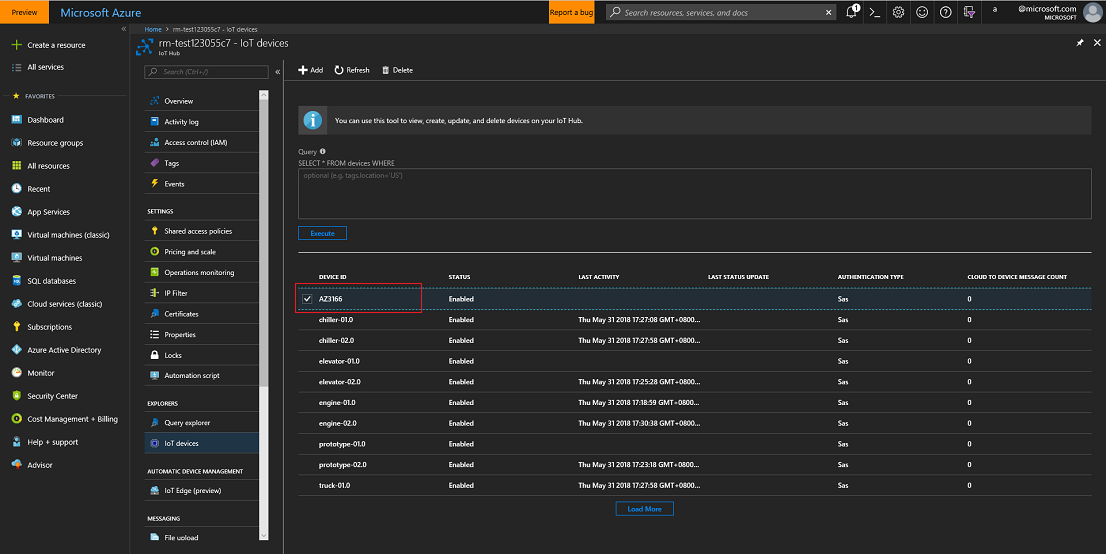 Preview
Microsoft Azure
Report a bug
Search resources, services, and docs
1
a
@microsoft.com
MICROSOFT
Create a resource
All services
FAVORITES
Dashboard
Resource groups
All resources
Recent
App Services
Virtual machines (classic)
Virtual machines
SQL databases
Cloud services (classic)
Subscriptions
Azure Active Directory
Monitor
Security Center
Cost Management + Billing
Help + support
Advisor
Home > rm-test123055c7 - IoT devices
rm-test123055c7 - IoT devices
IoT Hub
Search (Ctrl+/)
Overview
Activity log
Access control (IAM)
Tags
Events
SETTINGS
Shared access policies
Pricing and scale
Operations monitoring
IP Filter
Certificates
Properties
Locks
Automation script
EXPLORERS
Query explorer
IoT devices
AUTOMATIC DEVICE MANAGEMENT
IoT Edge (preview)
MESSAGING
File upload
Add Refresh Delete
You can use this tool to view, create, update, and delete devices on your IoT Hub.
Query
SELECT * FROM devices WHERE
optional (e.g. tags.location='US')
Execute
DEVICE ID STATUS LAST ACTIVITY LAST STATUS UPDATE AUTHENTICATION TYPE CLOUD TO DEVICE MESSAGE COUNT
AZ3166 Enabled Sas 0
chiller-01.0 Enabled Thu May 31 2018 17:27:08 GMT+0800... Sas 0
chiller-02.0 Enabled Thu May 31 2018 17:27:58 GMT+0800... Sas 0
elevator-01.0 Enabled Sas 0
elevator-02.0 Enabled Thu May 31 2018 17:25:28 GMT+0800... Sas 0
engine-01.0 Enabled Thu May 31 2018 17:18:59 GMT+0800... Sas 0
engine-02.0 Enabled Thu May 31 2018 17:30:38 GMT+0800... Sas 0
prototype-01.0 Enabled Sas 0
prototype-02.0 Enabled Thu May 31 2018 17:23:18 GMT+0800... Sas 0
truck-01.0 Enabled Thu May 31 2018 17:27:58 GMT+0800... Sas 0
Load More